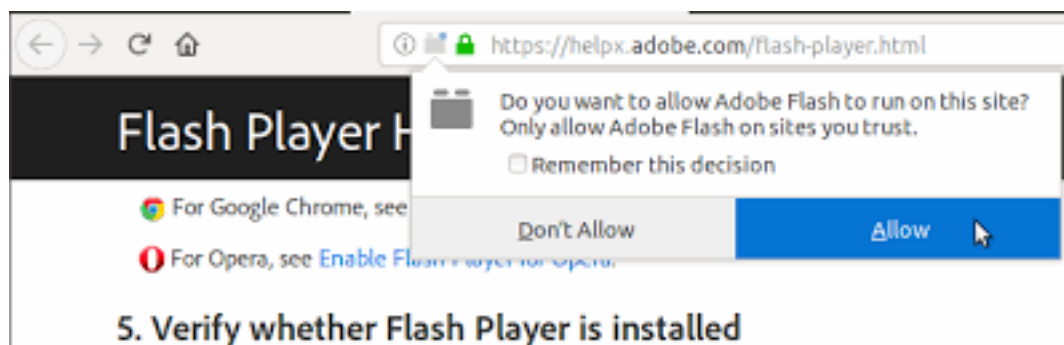 https://helpx.adobe.com/flash-player.html
Do you want to allow Adobe Flash to run on this site?
Only allow Adobe Flash on sites you trust.
Remember this decision
Don't Allow
Allow
Flash Player
For Google Chrome, see
For Opera, see Enable Flash Player for Opera.
5. Verify whether Flash Player is installed